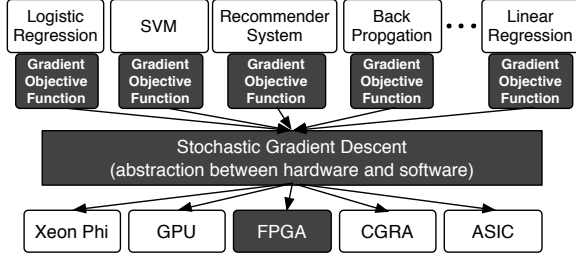 Logistic
Regression
SVM
Recommender
System
Back
Propgation
...
Linear
Regression
Gradient
Objective
Function
Gradient
Objective
Function
Gradient
Objective
Function
Gradient
Objective
Function
Gradient
Objective
Function
Stochastic Gradient Descent
(abstraction between hardware and software)
Xeon Phi
GPU
FPGA
CGRA
ASIC